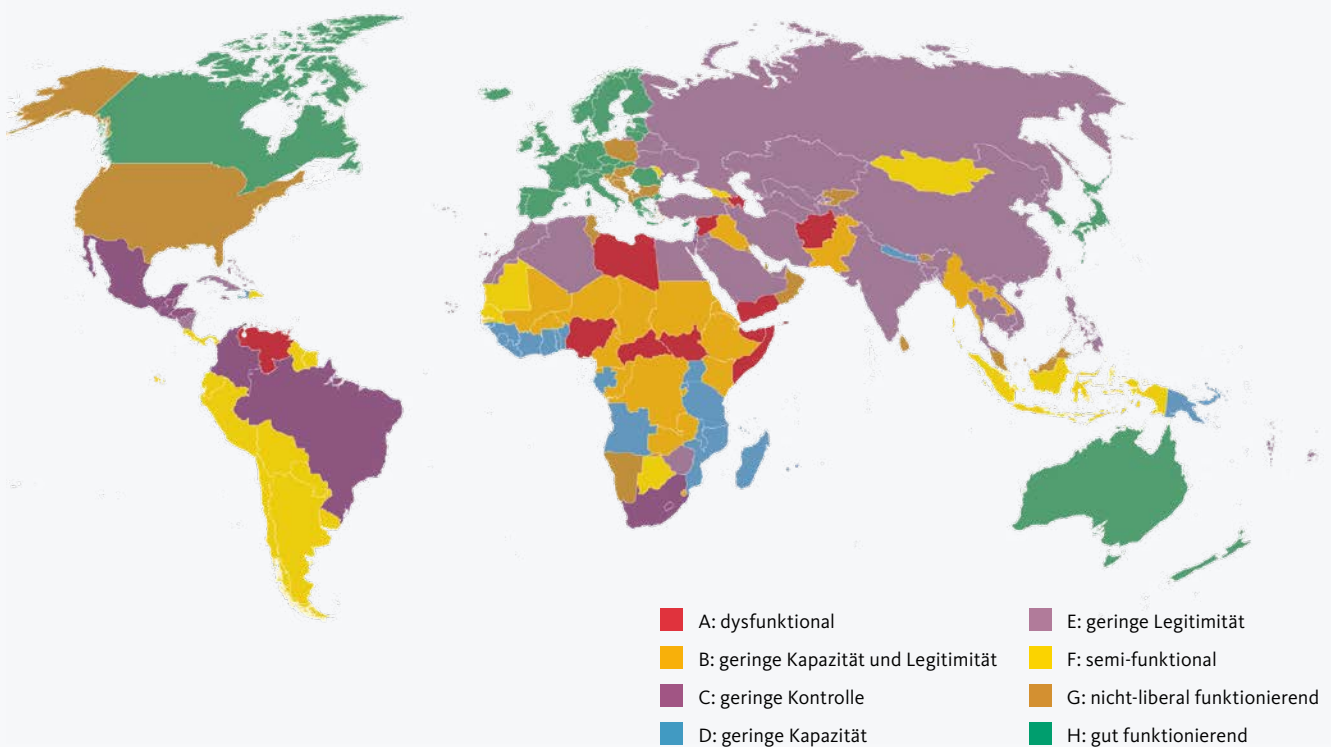 A: dysfunktional
B: geringe Kapazität und Legitimität
C: geringe Kontrolle
D: geringe Kapazität
E: geringe Legitimität
F: semi-funktional
G: nicht-liberal funktionierend
H: gut funktionierend